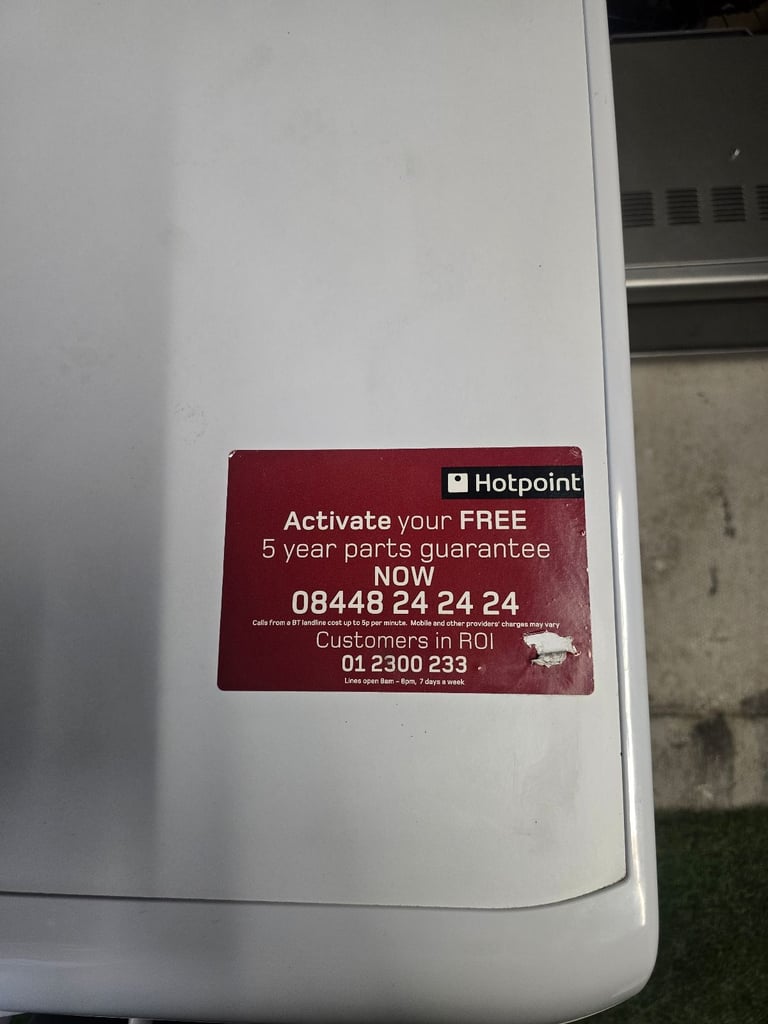 Hotpoint
Activate your FREE
5 year parts guarantee
NOW
08448 24 24 24
Calls from a BT landline cost up to 5p per minute. Mobile and other providers' charges may vary
Customers in ROI
01 2300 233
Lines open 8am - 6pm, 7 days a week